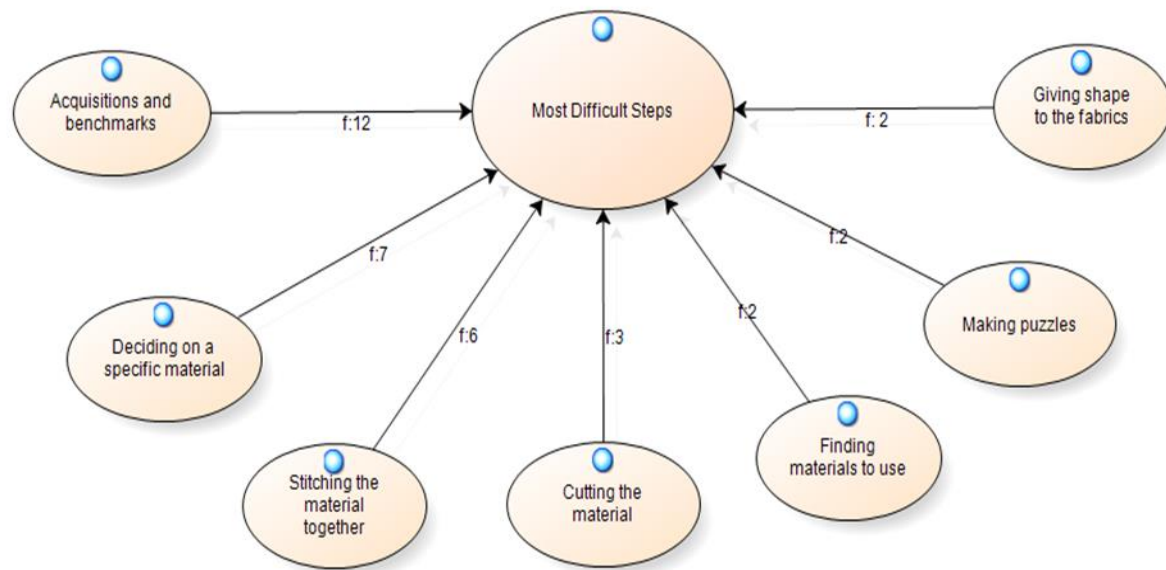 Most Difficult Steps
Acquisitions and
benchmarks
f:12
Giving shape
to the fabrics
f: 2
Deciding on a
specific material
f:7
Stitching the
material
together
f:6
Cutting the
material
f:3
Finding
materials to use
f:2
Making puzzles
f:2